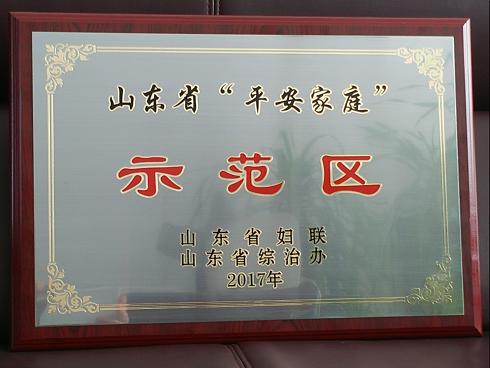 山东省“平安家庭”
示范区
山东省妇联
山东省综治办
2017年